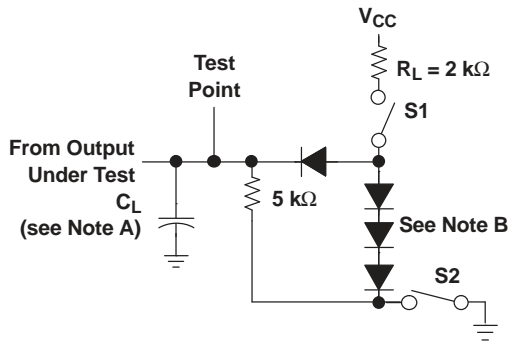 VCC
RL = 2 kΩ
S1
Test
Point
From Output
Under Test
CL
(see Note A)
5 kΩ
See Note B
S2